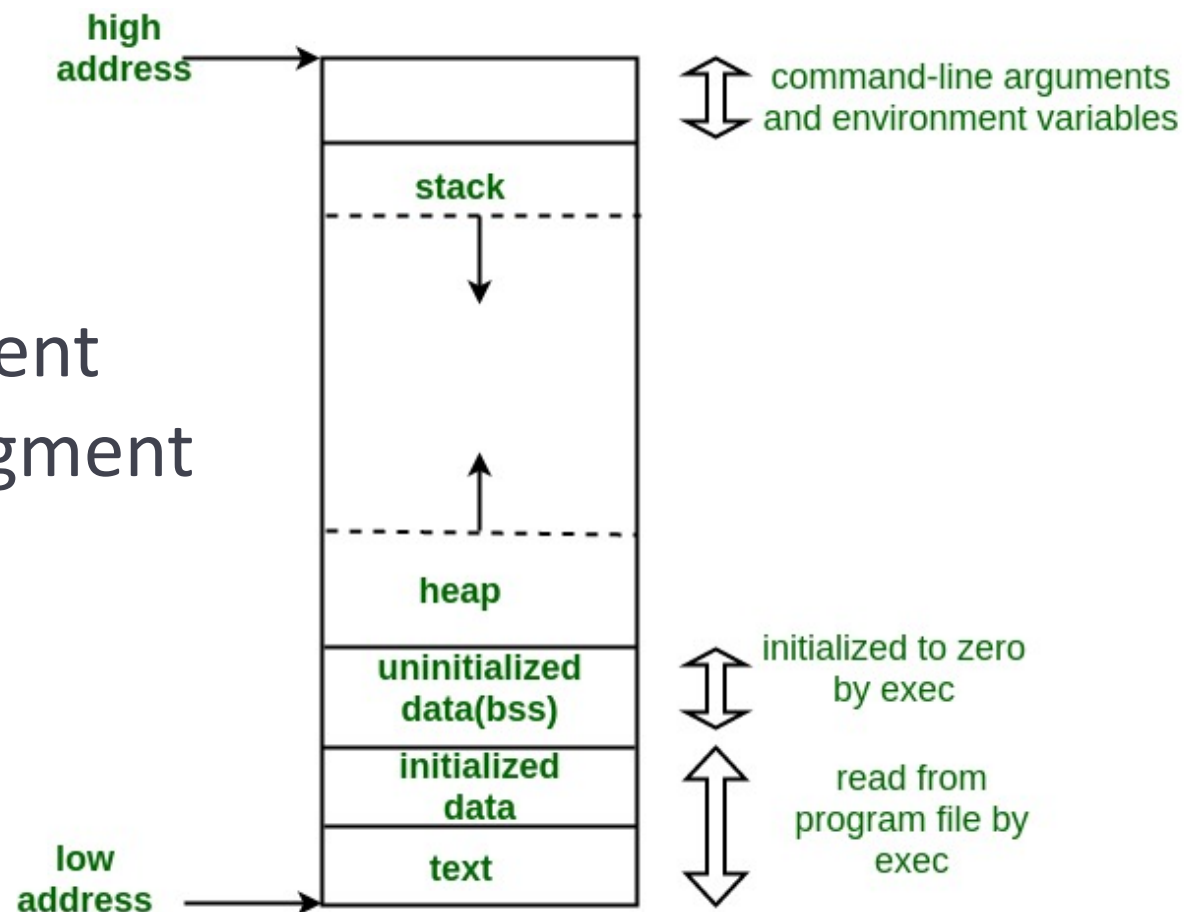 high
address
command-line arguments
and environment variables
stack
ent
gment
heap
uninitialized
data(bss)
initialized to zero
by exec
initialized
data
read from
program file by
exec
text
low
address